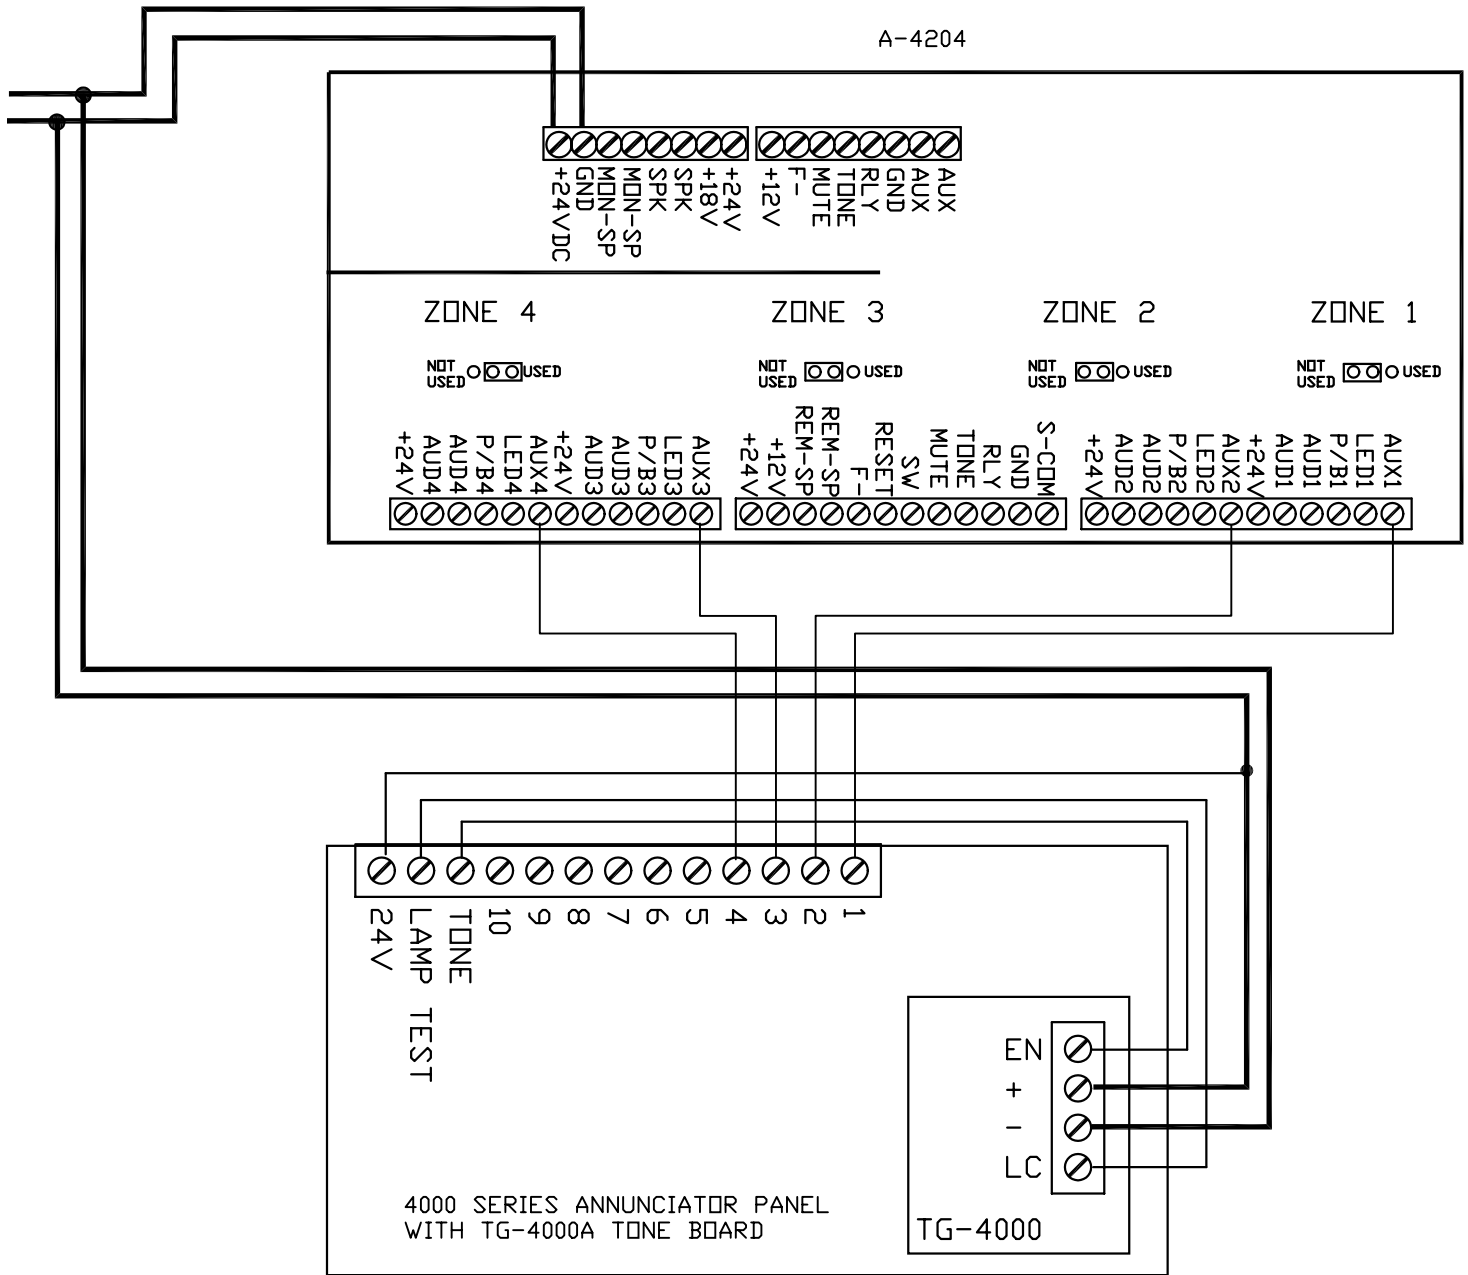 A-4204
+24VDC
GND
MON-SP
MON-SP
SPK
SPK
+18V
+24V
+12V
F-
MUTE
TONE
RLY
GND
AUX
AUX
ZONE 4
ZONE 3
ZONE 2
ZONE 1
NOT
USED
USED
NOT
USED
USED
NOT
USED
USED
NOT
USED
USED
+24V
AUD4
AUD4
P/B4
LED4
AUX4
+24V
AUD3
AUD3
P/B3
LED3
AUX3
+24V
+12V
REM-SP
REM-SP
F-
RESET
SW
MUTE
TONE
RLY
GND
S-COM
+24V
AUD2
AUD2
P/B2
LED2
AUX2
+24V
AUD1
AUD1
P/B1
LED1
AUX1
24V
LAMP TEST
TONE
10
9
8
7
6
5
4
3
2
1
EN
+
-
LC
TG-4000
4000 SERIES ANNUNCIATOR PANEL
WITH TG-4000A TONE BOARD